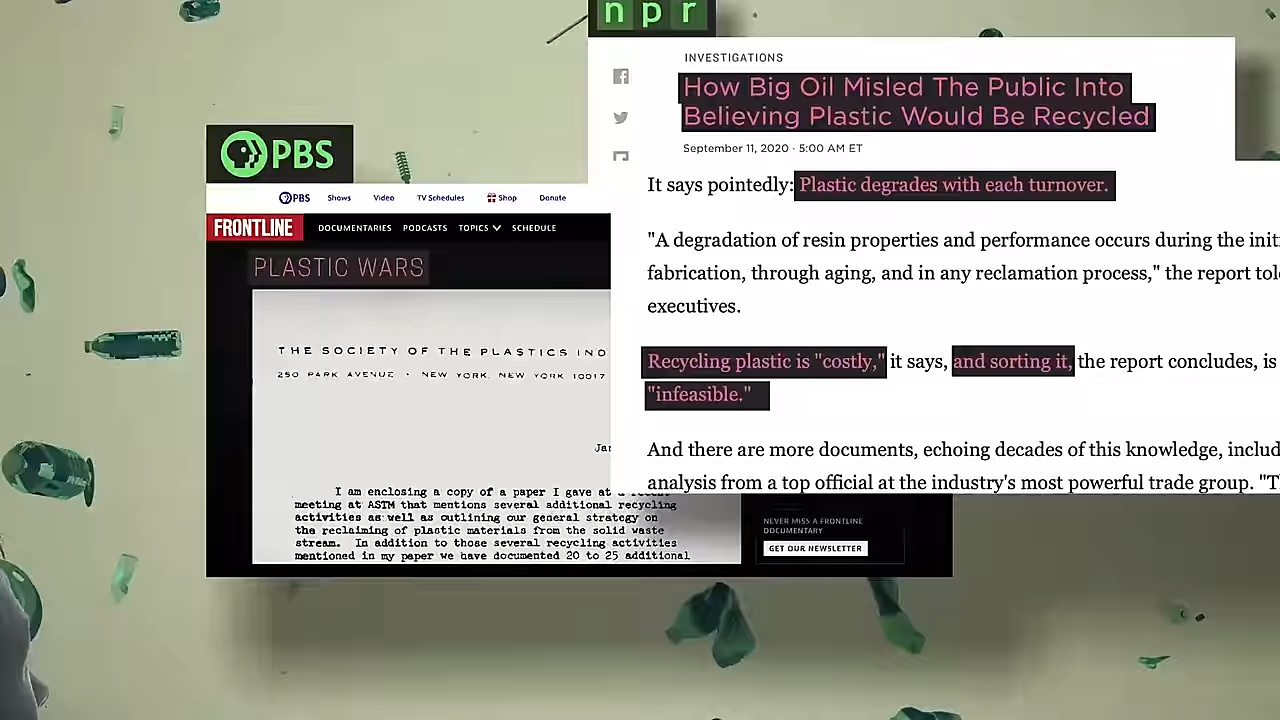 npr
INVESTIGATIONS
How Big Oil Misled The Public Into
Believing Plastic Would Be Recycled
September 11, 2020 · 5:00 AM ET
It says pointedly: Plastic degrades with each turnover.
"A degradation of resin properties and performance occurs during the
fabrication, through aging, and in any reclamation process," the report
executives.
Recycling plastic is "costly," it says, and sorting it, the report concludes, is
"infeasible."
And there are more documents, echoing decades of this knowledge,
analysis from a top official at the industry's most powerful trade group.
PBS
PBS Shows Video TV Schedules Shop Donate
FRONTLINE DOCUMENTARIES PODCASTS TOPICS SCHEDULE
PLASTIC WARS
THE SOCIETY OF THE PLASTICS
250 PARK AVENUE · NEW YORK, NEW YORK 10017
I am enclosing a copy of a paper I gave at a recent
meeting at ASTM that mentions several additional recycling
activities as well as outlining our general strategy on
the reclaiming of plastic materials from the solid waste
stream. In addition to those several recycling activities
mentioned in my paper we have documented 20 to 25 additional
NEVER MISS A FRONTLINE
DOCUMENTARY
GET OUR NEWSLETTER